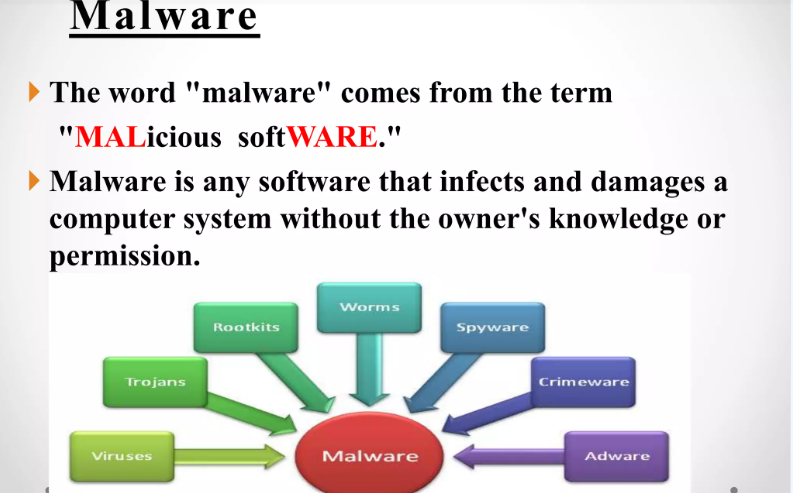 Malware
The word "malware" comes from the term
"MALicious softWARE."
Malware is any software that infects and damages a
computer system without the owner's knowledge or
permission.
Worms
Rootkits
Spyware
Trojans
Crimeware
Viruses
Malware
Adware